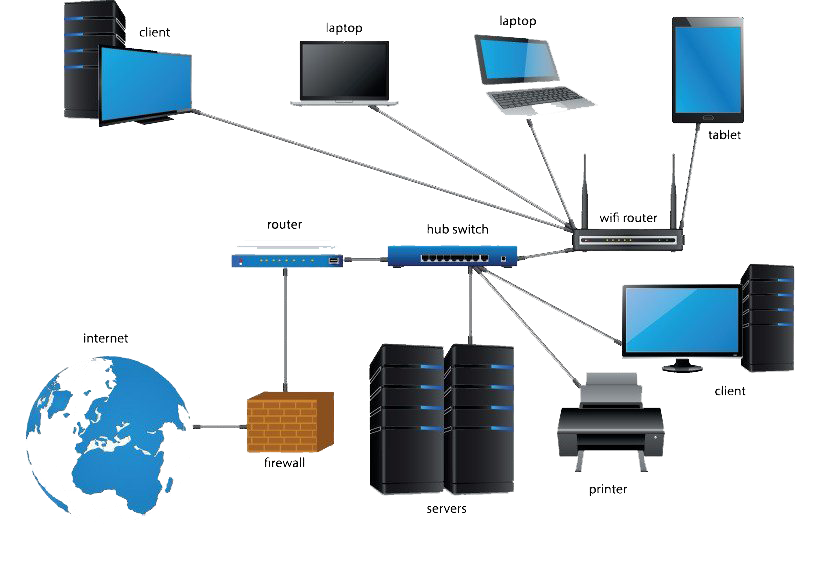 client
laptop
laptop
tablet
wifi router
router
hub switch
internet
client
firewall
printer
servers